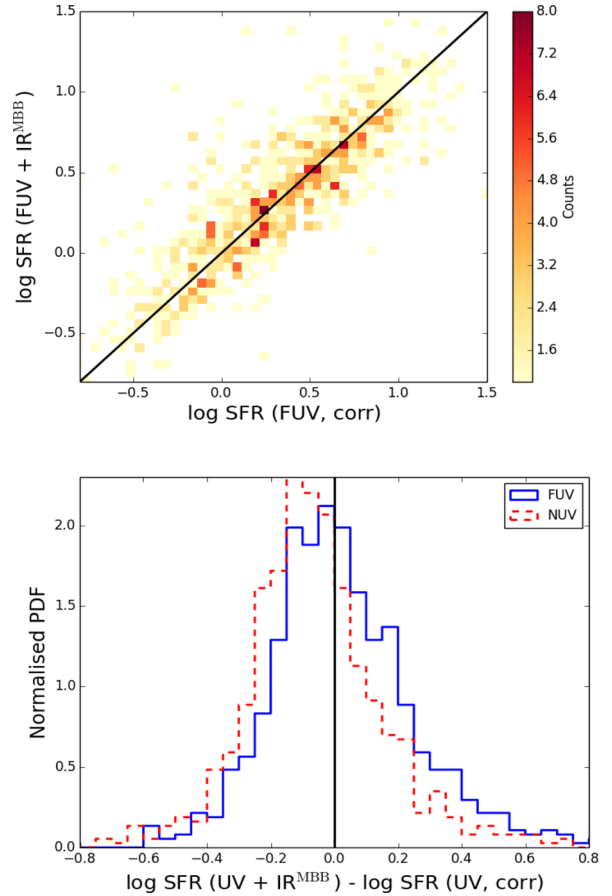 1.5
1.0
0.5
0.0
−0.5
log SFR (FUV + IR^MBB)
−0.5 0.0 0.5 1.0 1.5
log SFR (FUV, corr)
8.0
7.2
6.4
5.6
4.8
4.0
3.2
2.4
1.6
Counts
FUV
NUV
2.0
1.5
1.0
0.5
0.0
Normalised PDF
−0.8 −0.6 −0.4 −0.2 0.0 0.2 0.4 0.6 0.8
log SFR (UV + IR^MBB) - log SFR (UV, corr)